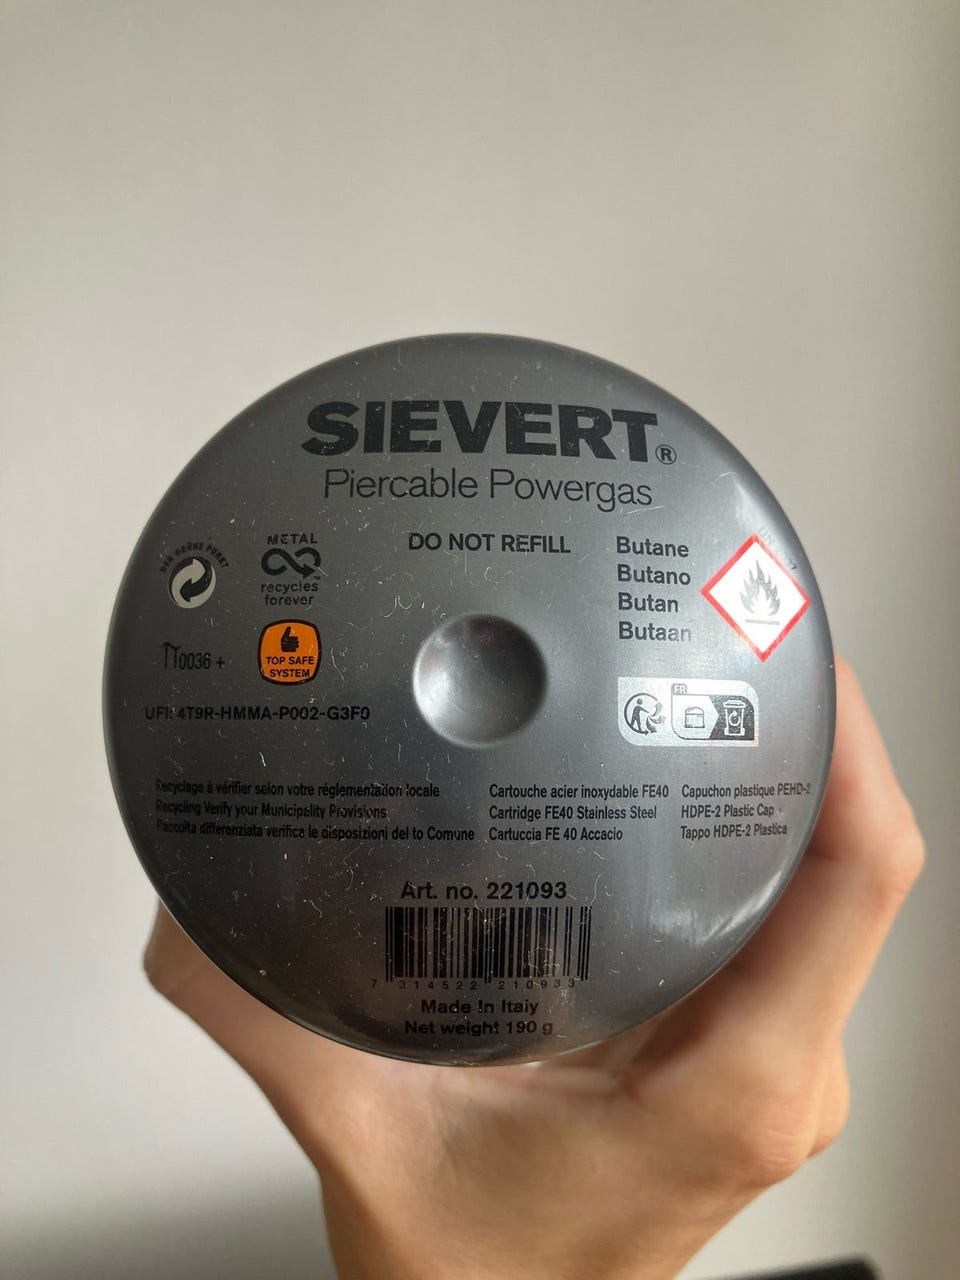 SIEVERT®
Piercable Powergas
DER GRÜNE PUNKT
METAL
recycles
forever™
DO NOT REFILL
Butane
Butano
Butan
Butaan
0036 +
TOP SAFE
SYSTEM
FR
UFI: 4T9R-HMMA-P002-G3F0
Recyclage à vérifier selon votre réglementation locale
Recycling Verify your Municipality Provisions
Raccolta differenziata verifica le disposizioni del to Comune
Cartouche acier inoxydable FE40
Cartridge FE40 Stainless Steel
Cartuccia FE 40 Accacio
Capuchon plastique PEHD-2
HDPE-2 Plastic Cap
Tappo HDPE-2 Plastica
Art. no. 221093
7 314522 210933
Made In Italy
Net weight 190 g